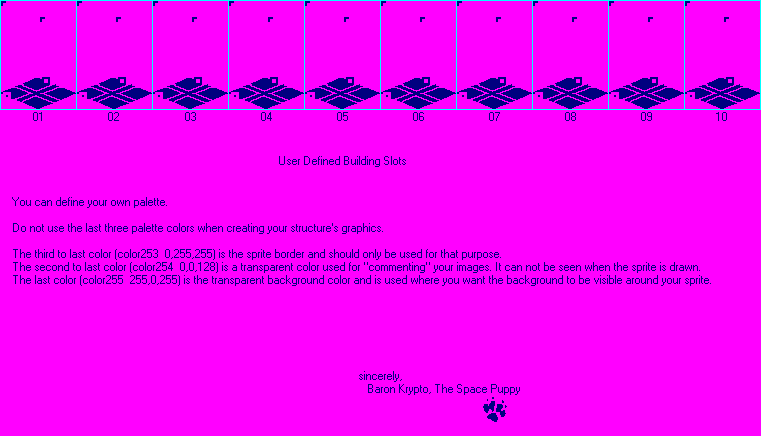 01 02 03 04 05 06 07 08 09 10
User Defined Building Slots
You can define your own palette.
Do not use the last three palette colors when creating your structure's graphics.
The third to last color (color253 0,255,255) is the sprite border and should only be used for that purpose.
The second to last color (color254 0,0,128) is a transparent color used for "commenting" your images. It can not be seen when the sprite is drawn.
The last color (color255 255,0,255) is the transparent background color and is used where you want the background to be visible around your sprite.
sincerely,
Baron Krypto, The Space Puppy